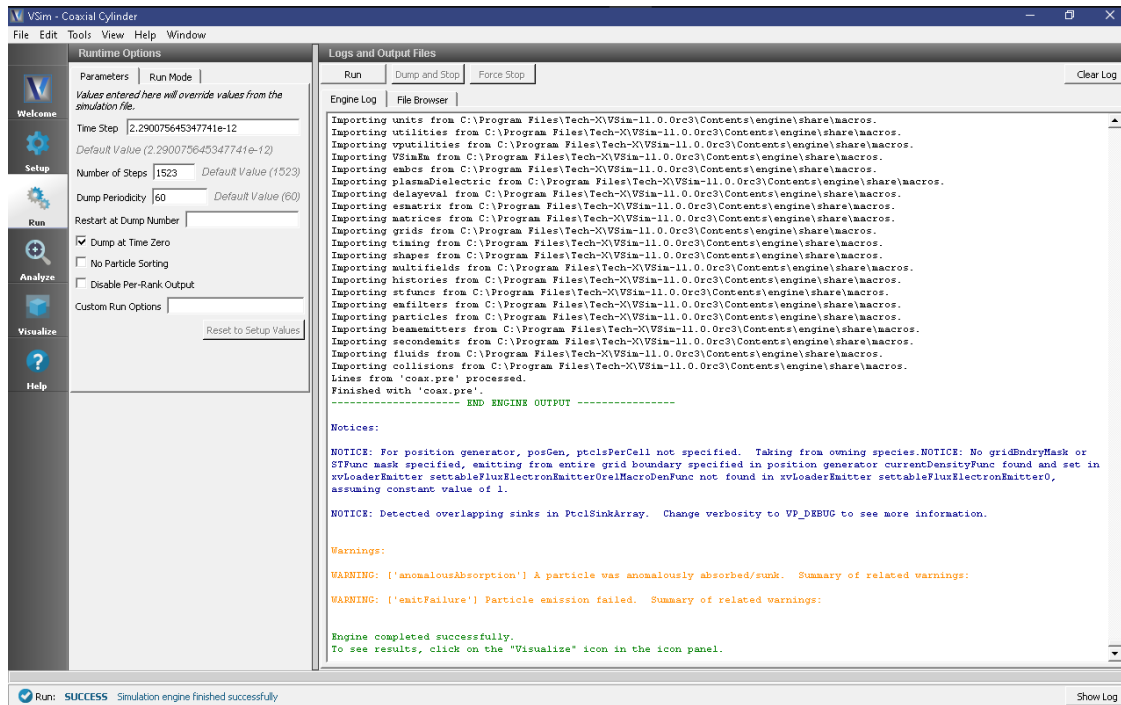 VSim - Coaxial Cylinder
File Edit Tools View Help Window
Welcome
Setup
Run
Analyze
Visualize
Help
Runtime Options
Parameters Run Mode
Values entered here will override values from the
simulation file.
Time Step 2.290075645347741e-12
Default Value (2.290075645347741e-12)
Number of Steps 1523 Default Value (1523)
Dump Periodicity 60 Default Value (60)
Restart at Dump Number
Dump at Time Zero
No Particle Sorting
Disable Per-Rank Output
Custom Run Options
Reset to Setup Values
Logs and Output Files
Run Dump and Stop Force Stop Clear Log
Engine Log File Browser
Importing units from C:\Program Files\Tech-X\VSim-11.0.0rc3\Contents\engine\share\macros.
Importing utilities from C:\Program Files\Tech-X\VSim-11.0.0rc3\Contents\engine\share\macros.
Importing vputilities from C:\Program Files\Tech-X\VSim-11.0.0rc3\Contents\engine\share\macros.
Importing VSimEm from C:\Program Files\Tech-X\VSim-11.0.0rc3\Contents\engine\share\macros.
Importing embcs from C:\Program Files\Tech-X\VSim-11.0.0rc3\Contents\engine\share\macros.
Importing plasmaDielectric from C:\Program Files\Tech-X\VSim-11.0.0rc3\Contents\engine\share\macros.
Importing delayeval from C:\Program Files\Tech-X\VSim-11.0.0rc3\Contents\engine\share\macros.
Importing esmatrix from C:\Program Files\Tech-X\VSim-11.0.0rc3\Contents\engine\share\macros.
Importing matrices from C:\Program Files\Tech-X\VSim-11.0.0rc3\Contents\engine\share\macros.
Importing grids from C:\Program Files\Tech-X\VSim-11.0.0rc3\Contents\engine\share\macros.
Importing timing from C:\Program Files\Tech-X\VSim-11.0.0rc3\Contents\engine\share\macros.
Importing shapes from C:\Program Files\Tech-X\VSim-11.0.0rc3\Contents\engine\share\macros.
Importing multifields from C:\Program Files\Tech-X\VSim-11.0.0rc3\Contents\engine\share\macros.
Importing histories from C:\Program Files\Tech-X\VSim-11.0.0rc3\Contents\engine\share\macros.
Importing stfuncs from C:\Program Files\Tech-X\VSim-11.0.0rc3\Contents\engine\share\macros.
Importing emfilters from C:\Program Files\Tech-X\VSim-11.0.0rc3\Contents\engine\share\macros.
Importing particles from C:\Program Files\Tech-X\VSim-11.0.0rc3\Contents\engine\share\macros.
Importing beamemitters from C:\Program Files\Tech-X\VSim-11.0.0rc3\Contents\engine\share\macros.
Importing secondemits from C:\Program Files\Tech-X\VSim-11.0.0rc3\Contents\engine\share\macros.
Importing fluids from C:\Program Files\Tech-X\VSim-11.0.0rc3\Contents\engine\share\macros.
Importing collisions from C:\Program Files\Tech-X\VSim-11.0.0rc3\Contents\engine\share\macros.
Lines from 'coax.pre' processed.
Finished with 'coax.pre'.
--------------------- END ENGINE OUTPUT ----------------
Notices:
NOTICE: For position generator, posGen, ptclsPerCell not specified. Taking from owning species.NOTICE: No gridBndryMask or
STFunc mask specified, emitting from entire grid boundary specified in position generator currentDensityFunc found and set in
xvLoaderEmitter settableFluxElectronEmitter0relMacroDenFunc not found in xvLoaderEmitter settableFluxElectronEmitter0,
assuming constant value of 1.
NOTICE: Detected overlapping sinks in PtclSinkArray. Change verbosity to VP_DEBUG to see more information.
Warnings:
WARNING: ['anomalousAbsorption'] A particle was anomalously absorbed/sunk. Summary of related warnings:
WARNING: ['emitFailure'] Particle emission failed. Summary of related warnings:
Engine completed successfully.
To see results, click on the "Visualize" icon in the icon panel.
Run: SUCCESS Simulation engine finished successfully Show Log